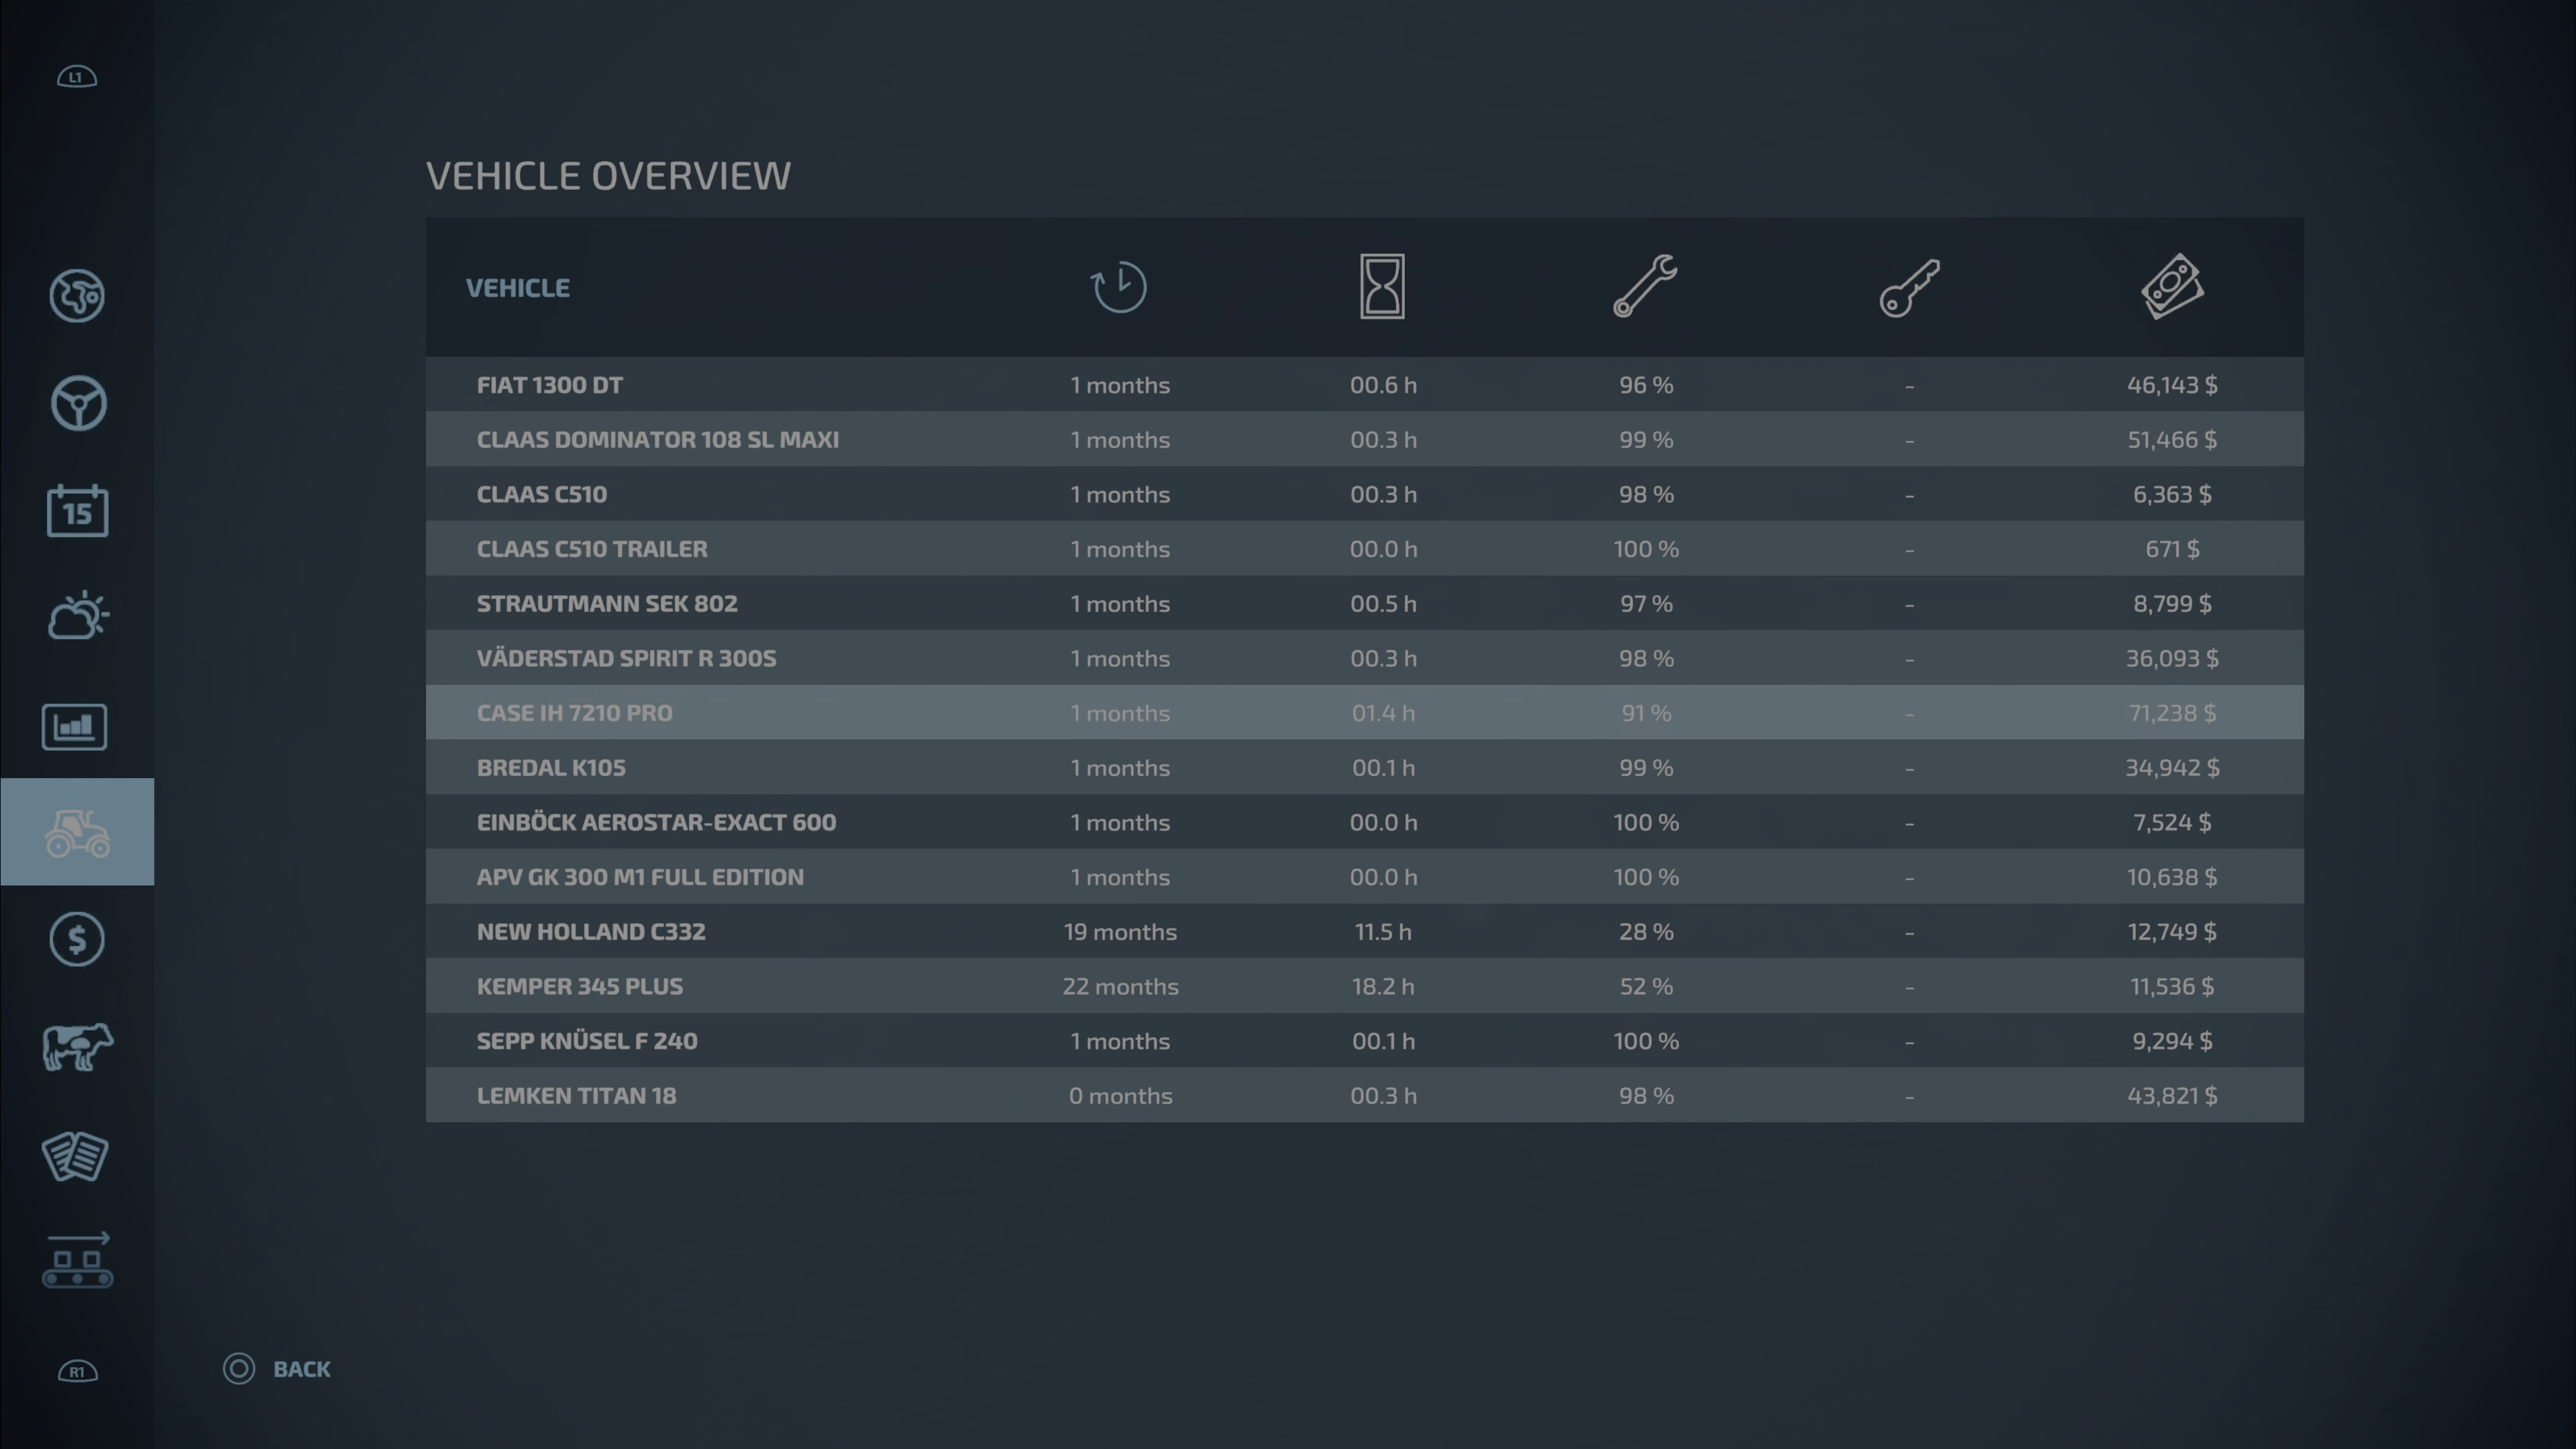 L1
VEHICLE OVERVIEW
VEHICLE
FIAT 1300 DT 1 months 00.6 h 96 % - 46,143 $
CLAAS DOMINATOR 108 SL MAXI 1 months 00.3 h 99 % - 51,466 $
CLAAS C510 1 months 00.3 h 98 % - 6,363 $
CLAAS C510 TRAILER 1 months 00.0 h 100 % - 671 $
STRAUTMANN SEK 802 1 months 00.5 h 97 % - 8,799 $
VÄDERSTAD SPIRIT R 300S 1 months 00.3 h 98 % - 36,093 $
CASE IH 7210 PRO 1 months 01.4 h 91 % - 71,238 $
BREDAL K105 1 months 00.1 h 99 % - 34,942 $
EINBÖCK AEROSTAR-EXACT 600 1 months 00.0 h 100 % - 7,524 $
APV GK 300 M1 FULL EDITION 1 months 00.0 h 100 % - 10,638 $
NEW HOLLAND C332 19 months 11.5 h 28 % - 12,749 $
KEMPER 345 PLUS 22 months 18.2 h 52 % - 11,536 $
SEPP KNÜSEL F 240 1 months 00.1 h 100 % - 9,294 $
LEMKEN TITAN 18 0 months 00.3 h 98 % - 43,821 $
15
$
R1
BACK